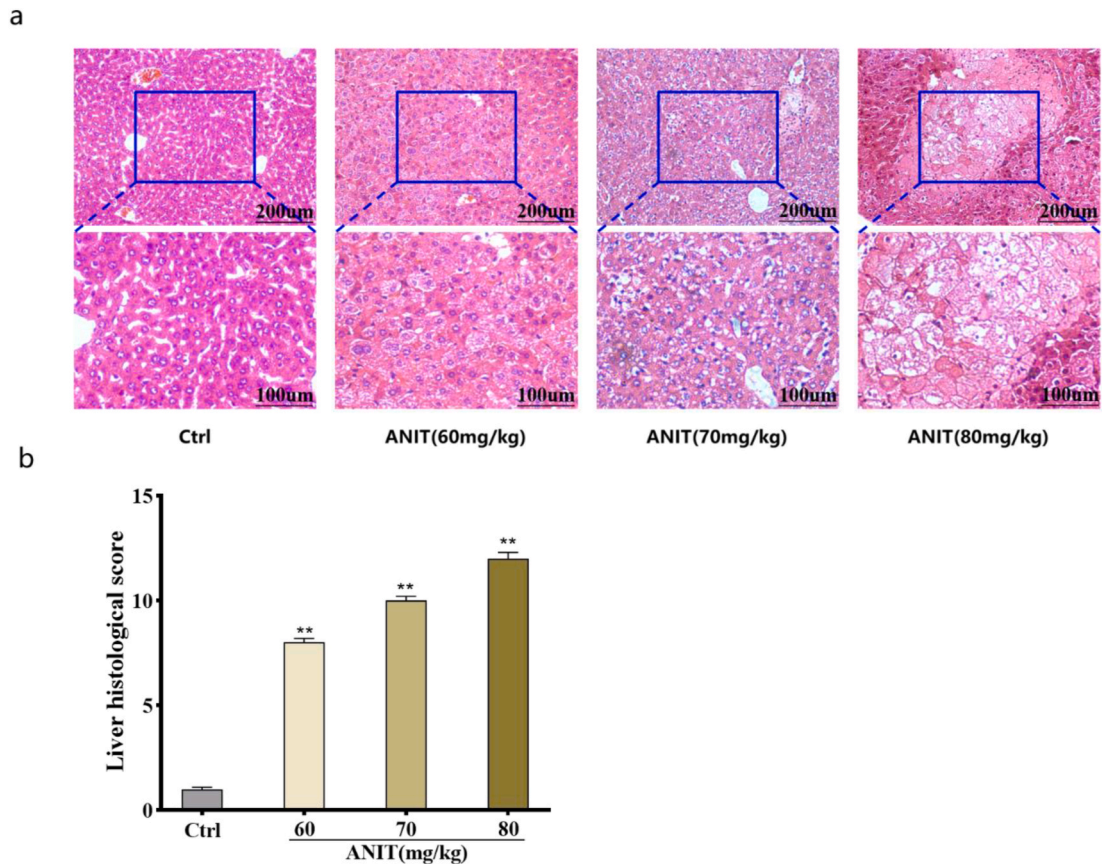 a
200um 200um 200um 200um
100um 100um 100um 100um
Ctrl ANIT(60mg/kg) ANIT(70mg/kg) ANIT(80mg/kg)
b
Liver histological score
15
10
5
0
** ** **
Ctrl 60 70 80
ANIT(mg/kg)